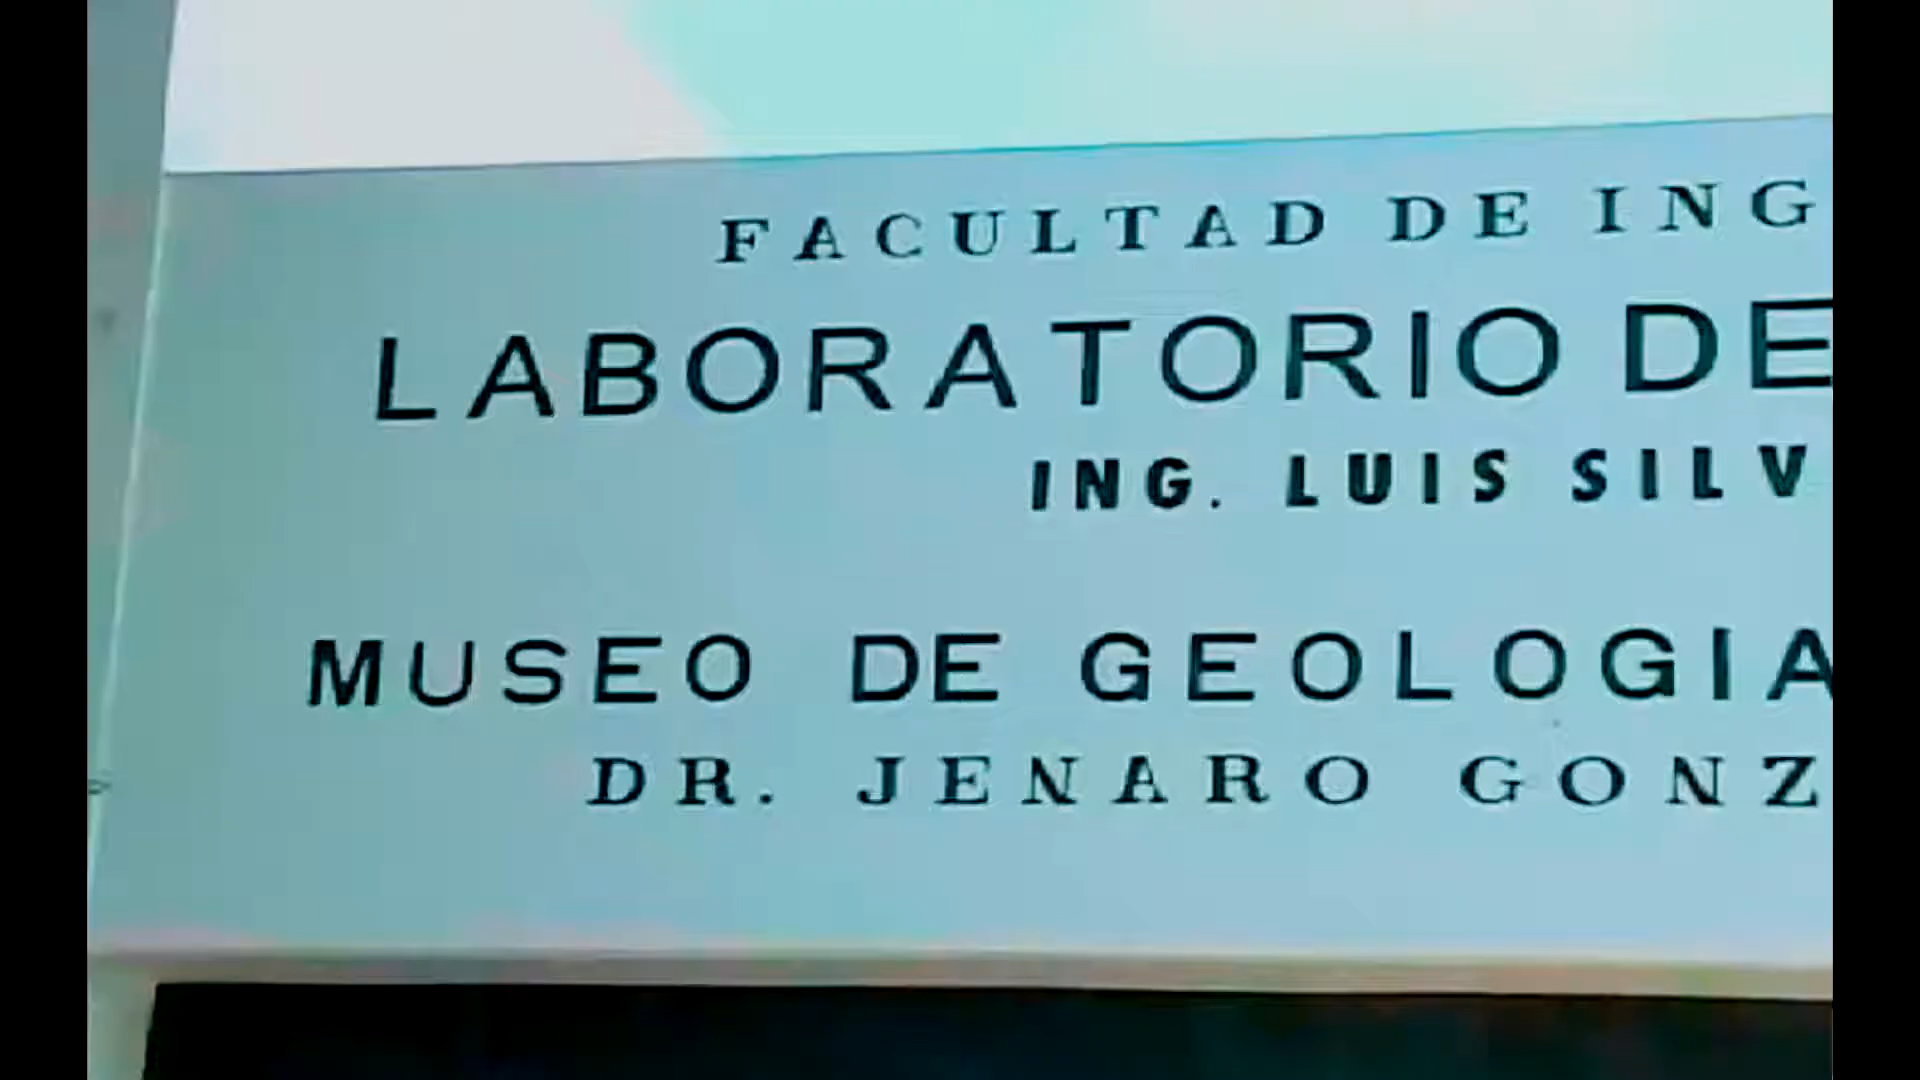 FACULTAD DE ING
LABORATORIO DE
ING. LUIS SILV
MUSEO DE GEOLOGIA
DR. JENARO GONZ